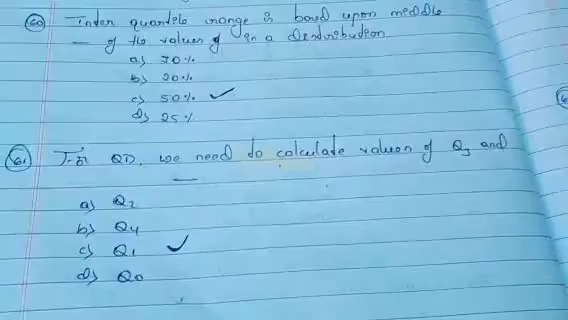 60 Inter quartile range is based upon middle
— of the values of in a distribution
a) 70%
b) 20%
c) 50% ✓
d) 25%
61 For QD, we need to calculate values of Q3 and
—
a) Q2
b) Q4
c) Q1 ✓
d) Q0